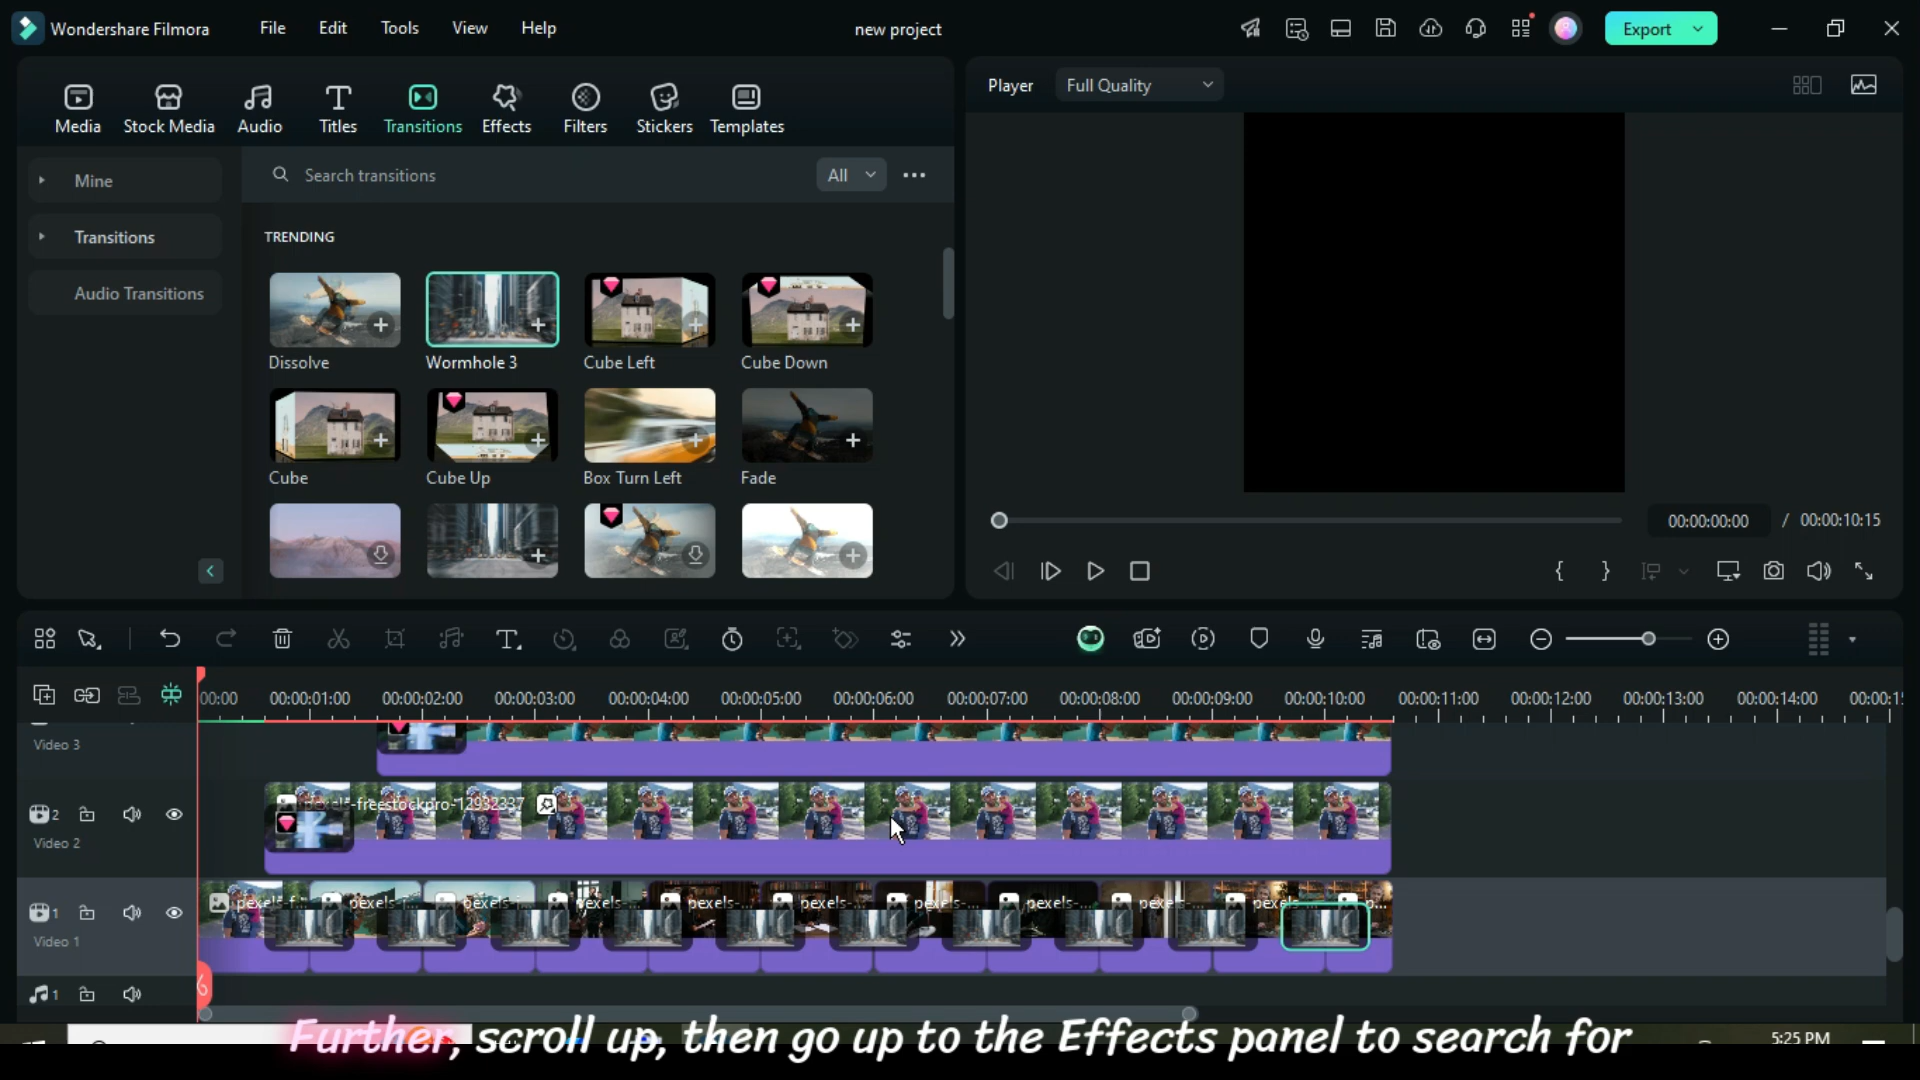 Wondershare Filmora
File
Edit
Tools
View
Help
new project
Export
Media
Stock Media
Audio
Titles
Transitions
Effects
Filters
Stickers
Templates
Player
Full Quality
Mine
Transitions
Audio Transitions
Search transitions
All
TRENDING
Dissolve
Wormhole 3
Cube Left
Cube Down
Cube
Cube Up
Box Turn Left
Fade
00:00:00:00 / 00:00:10:15
00:00 00:00:01:00 00:00:02:00 00:00:03:00 00:00:04:00 00:00:05:00 00:00:06:00 00:00:07:00 00:00:08:00 00:00:09:00 00:00:10:00 00:00:11:00 00:00:12:00 00:00:13:00 00:00:14:00 00:00:1
Video 3
2
pexels-freestockpro-12932337
Video 2
1
pexels-f... pexels-... pexels-... pexels-... pexels-... pexels-... pexels-... pexels-... pexels-... pexels-... p...
Video 1
1
Further, scroll up, then go up to the Effects panel to search for
5:25 PM